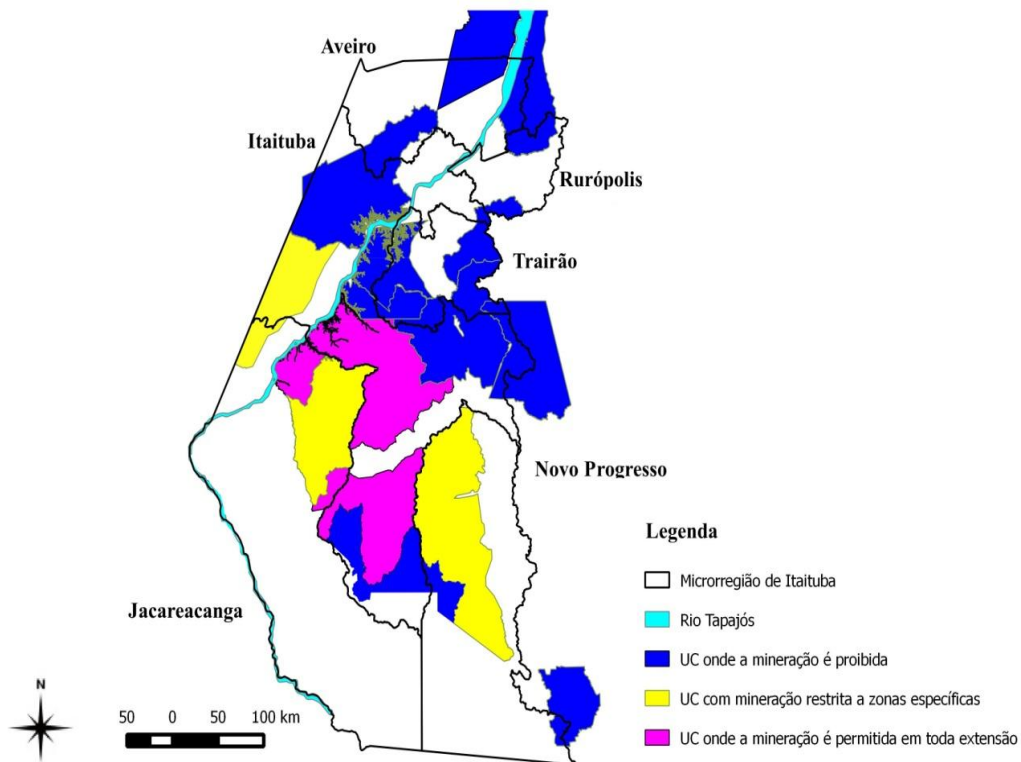 Aveiro
Itaituba
Rurópolis
Trairão
Novo Progresso
Jacareacanga
Legenda
Microrregião de Itaituba
Rio Tapajós
UC onde a mineração é proibida
UC com mineração restrita a zonas específicas
UC onde a mineração é permitida em toda extensão
N
50 0 50 100 km